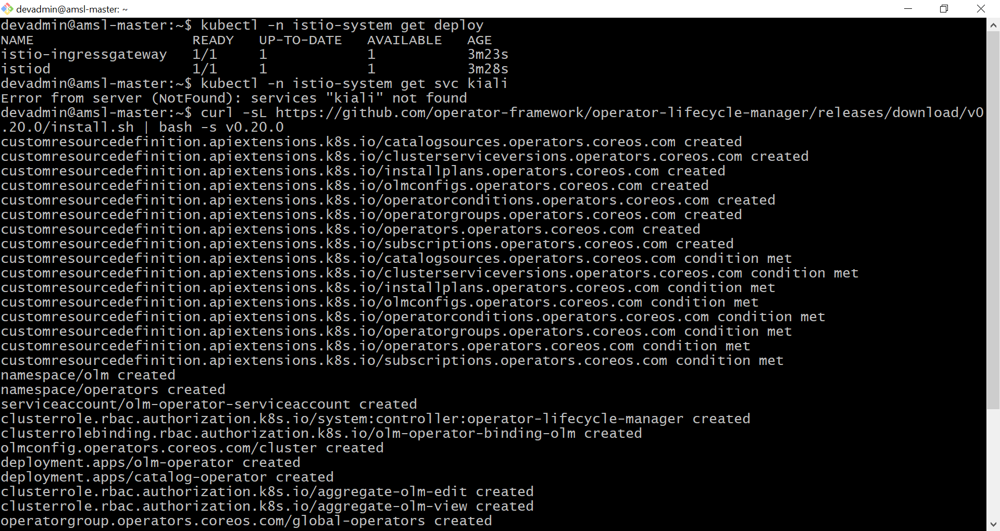 devadmin@amsl-master: ~
devadmin@amsl-master:~$ kubectl -n istio-system get deploy
NAME                   READY   UP-TO-DATE   AVAILABLE   AGE
istio-ingressgateway   1/1     1            1           3m23s
istiod                 1/1     1            1           3m28s
devadmin@amsl-master:~$ kubectl -n istio-system get svc kiali
Error from server (NotFound): services "kiali" not found
devadmin@amsl-master:~$ curl -sL https://github.com/operator-framework/operator-lifecycle-manager/releases/download/v0
.20.0/install.sh | bash -s v0.20.0
customresourcedefinition.apiextensions.k8s.io/catalogsources.operators.coreos.com created
customresourcedefinition.apiextensions.k8s.io/clusterserviceversions.operators.coreos.com created
customresourcedefinition.apiextensions.k8s.io/installplans.operators.coreos.com created
customresourcedefinition.apiextensions.k8s.io/olmconfigs.operators.coreos.com created
customresourcedefinition.apiextensions.k8s.io/operatorconditions.operators.coreos.com created
customresourcedefinition.apiextensions.k8s.io/operatorgroups.operators.coreos.com created
customresourcedefinition.apiextensions.k8s.io/operators.operators.coreos.com created
customresourcedefinition.apiextensions.k8s.io/subscriptions.operators.coreos.com created
customresourcedefinition.apiextensions.k8s.io/catalogsources.operators.coreos.com condition met
customresourcedefinition.apiextensions.k8s.io/clusterserviceversions.operators.coreos.com condition met
customresourcedefinition.apiextensions.k8s.io/installplans.operators.coreos.com condition met
customresourcedefinition.apiextensions.k8s.io/olmconfigs.operators.coreos.com condition met
customresourcedefinition.apiextensions.k8s.io/operatorconditions.operators.coreos.com condition met
customresourcedefinition.apiextensions.k8s.io/operatorgroups.operators.coreos.com condition met
customresourcedefinition.apiextensions.k8s.io/operators.operators.coreos.com condition met
customresourcedefinition.apiextensions.k8s.io/subscriptions.operators.coreos.com condition met
namespace/olm created
namespace/operators created
serviceaccount/olm-operator-serviceaccount created
clusterrole.rbac.authorization.k8s.io/system:controller:operator-lifecycle-manager created
clusterrolebinding.rbac.authorization.k8s.io/olm-operator-binding-olm created
olmconfig.operators.coreos.com/cluster created
deployment.apps/olm-operator created
deployment.apps/catalog-operator created
clusterrole.rbac.authorization.k8s.io/aggregate-olm-edit created
clusterrole.rbac.authorization.k8s.io/aggregate-olm-view created
operatorgroup.operators.coreos.com/global-operators created